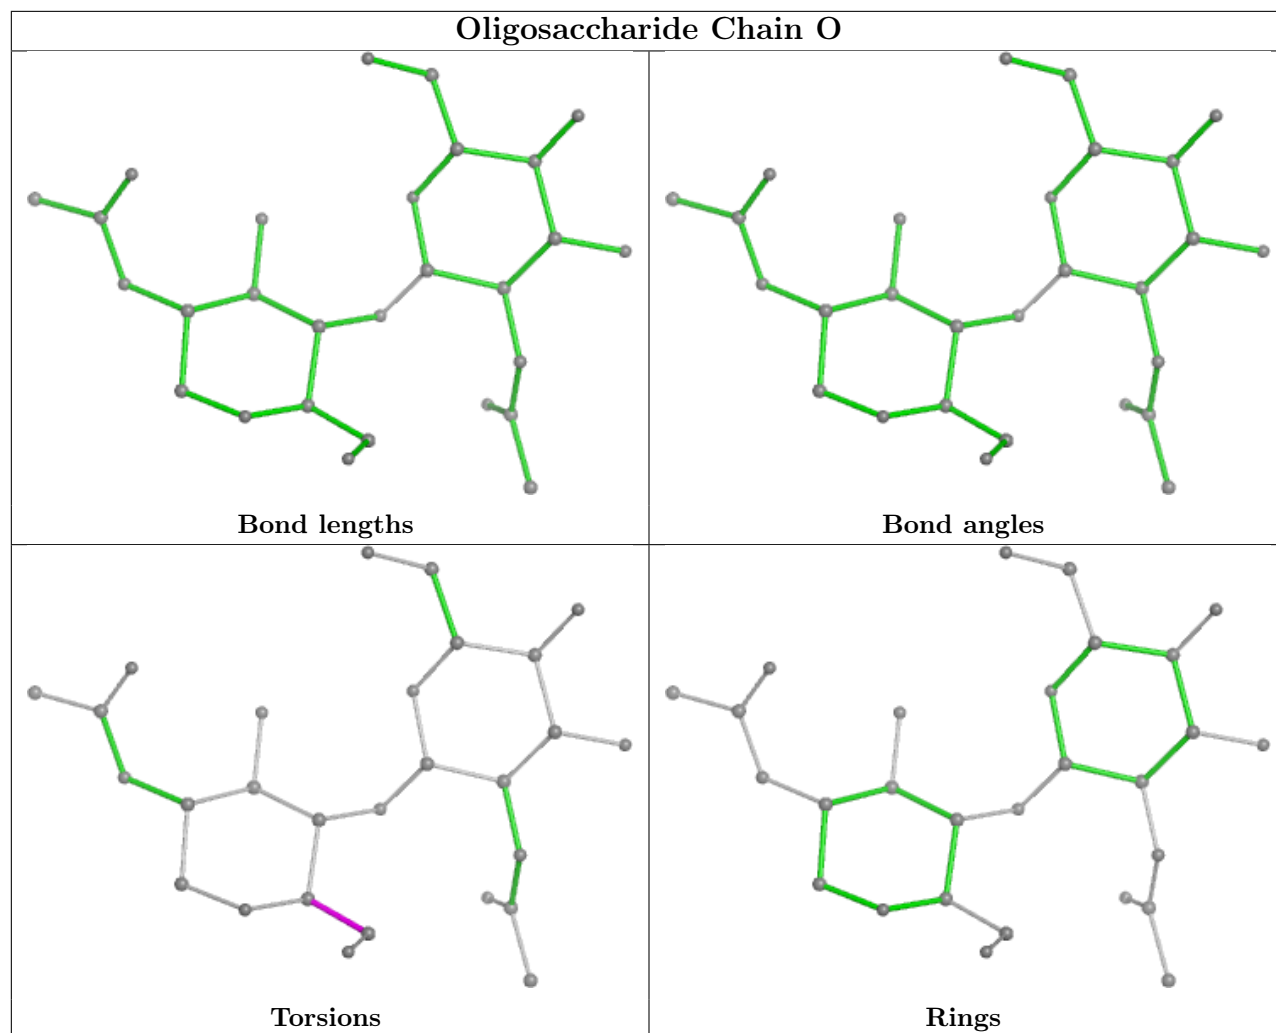 Oligosaccharide Chain O
Bond lengths
Bond angles
Torsions
Rings